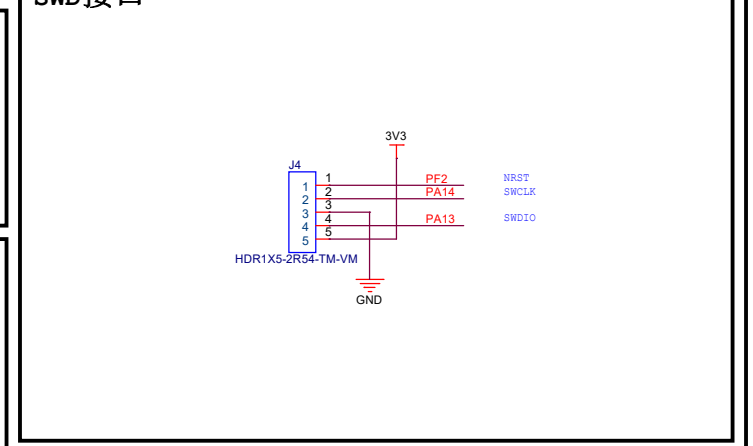 SWD接口
3V3
J4
1 1 PF2 NRST
2 2 PA14 SWCLK
3 3
4 4 PA13 SWDIO
5 5
HDR1X5-2R54-TM-VM
GND